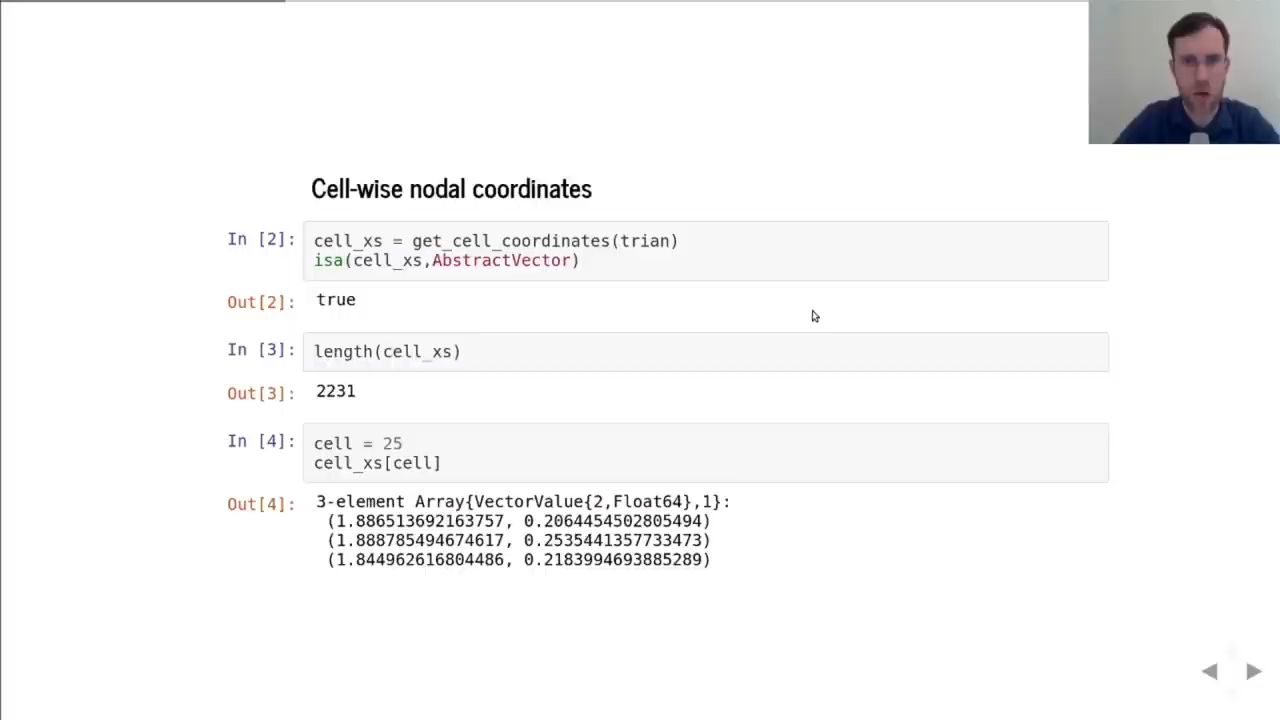 Cell-wise nodal coordinates
In [2]:
cell_xs = get_cell_coordinates(trian)
isa(cell_xs,AbstractVector)
Out[2]:
true
In [3]:
length(cell_xs)
Out[3]:
2231
In [4]:
cell = 25
cell_xs[cell]
Out[4]:
3-element Array{VectorValue{2,Float64},1}:
(1.886513692163757, 0.2064454502805494)
(1.888785494674617, 0.2535441357733473)
(1.844962616804486, 0.2183994693885289)